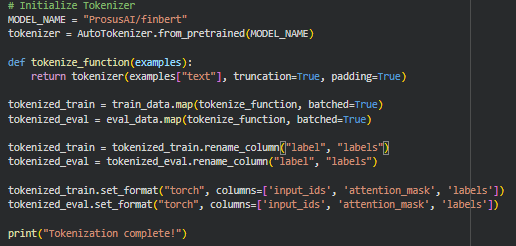 # Initialize Tokenizer
MODEL_NAME = "ProsusAI/finbert"
tokenizer = AutoTokenizer.from_pretrained(MODEL_NAME)
def tokenize_function(examples):
    return tokenizer(examples["text"], truncation=True, padding=True)
tokenized_train = train_data.map(tokenize_function, batched=True)
tokenized_eval = eval_data.map(tokenize_function, batched=True)
tokenized_train = tokenized_train.rename_column("label", "labels")
tokenized_eval = tokenized_eval.rename_column("label", "labels")
tokenized_train.set_format("torch", columns=['input_ids', 'attention_mask', 'labels'])
tokenized_eval.set_format("torch", columns=['input_ids', 'attention_mask', 'labels'])
print("Tokenization complete!")